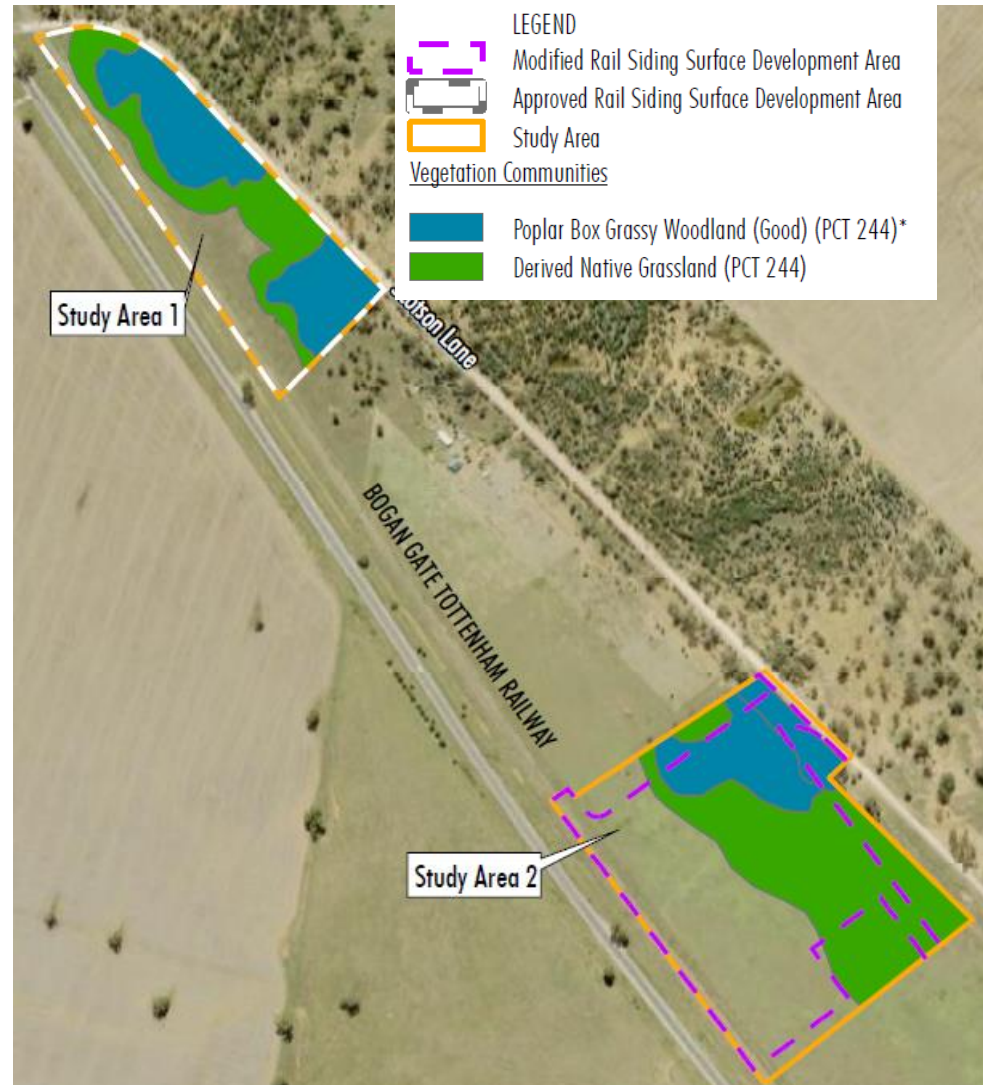 LEGEND
Modified Rail Siding Surface Development Area
Approved Rail Siding Surface Development Area
Study Area
Vegetation Communities
Poplar Box Grassy Woodland (Good) (PCT 244)*
Derived Native Grassland (PCT 244)
Study Area 1
Lane
BOGAN GATE TOTTENHAM RAILWAY
Study Area 2